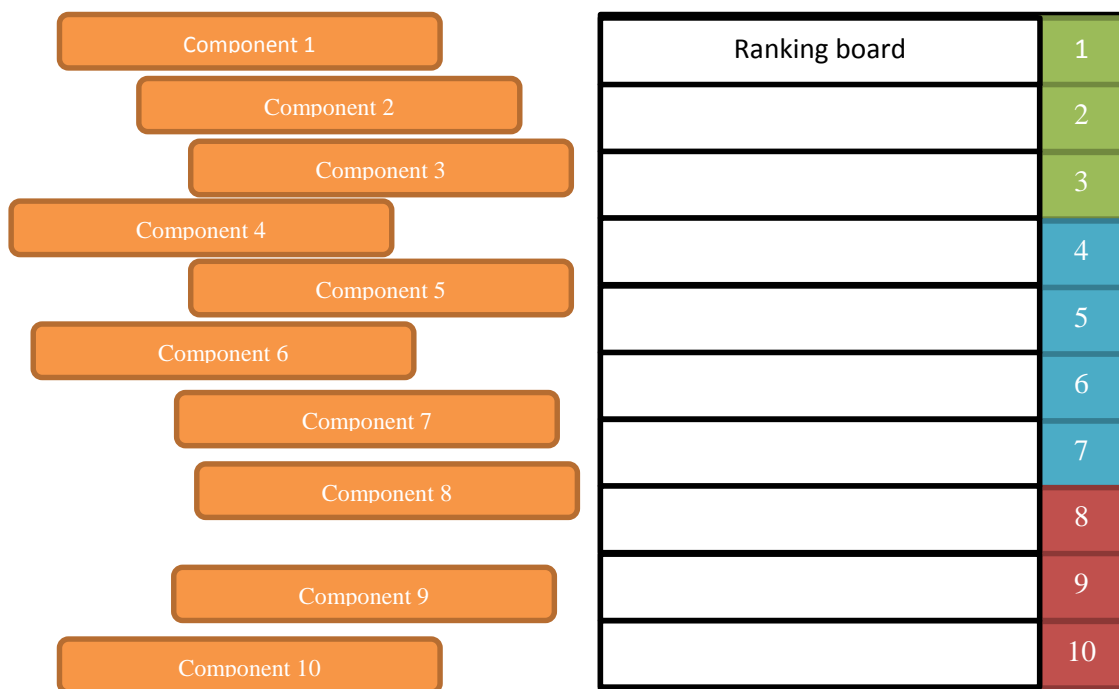 Component 1
Component 2
Component 3
Component 4
Component 5
Component 6
Component 7
Component 8
Component 9
Component 10
Ranking board
1
2
3
4
5
6
7
8
9
10